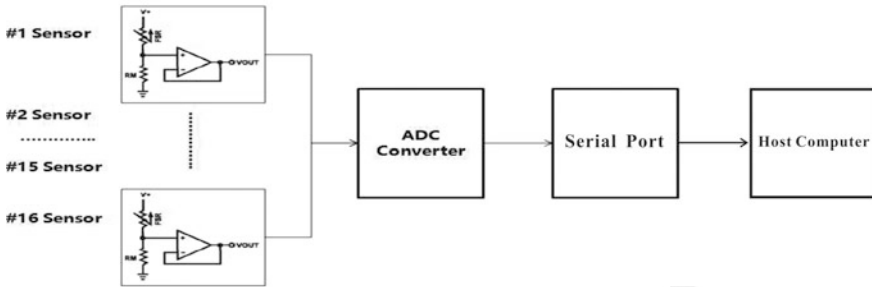 #1 Sensor
V+
FSR
RM
VOUT
#2 Sensor
#15 Sensor
#16 Sensor
V+
FSR
RM
VOUT
ADC
Converter
Serial Port
Host Computer